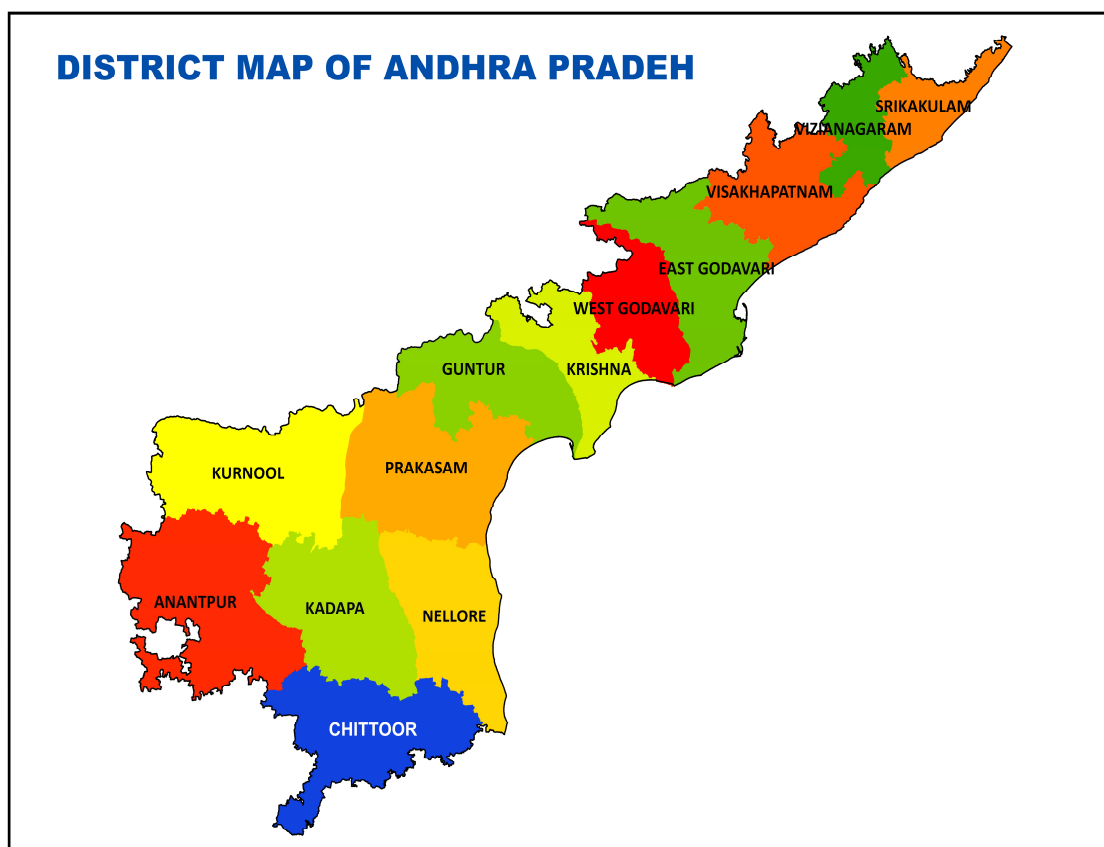 DISTRICT MAP OF ANDHRA PRADEH
SRIKAKULAM
VIZIANAGARAM
VISAKHAPATNAM
EAST GODAVARI
WEST GODAVARI
GUNTUR
KRISHNA
PRAKASAM
KURNOOL
ANANTPUR
KADAPA
NELLORE
CHITTOOR